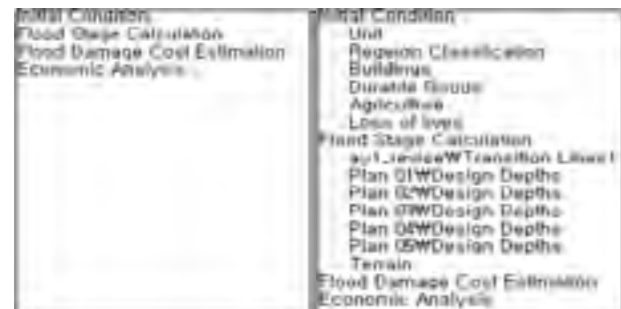 Initial Condition
Flood Stage Calculation
Flood Damage Cost Estimation
Economic Analysis
Initial Condition
Unit
Classification
Buildings
Durable Goods
Agriculture
Loss of lives
Flood Stage Calculation
Transition Lines
Plan 01₩Design Depths
Plan 02₩Design Depths
Plan 03₩Design Depths
Plan 04₩Design Depths
Plan 05₩Design Depths
Terrain
Flood Damage Cost Estimation
Economic Analysis